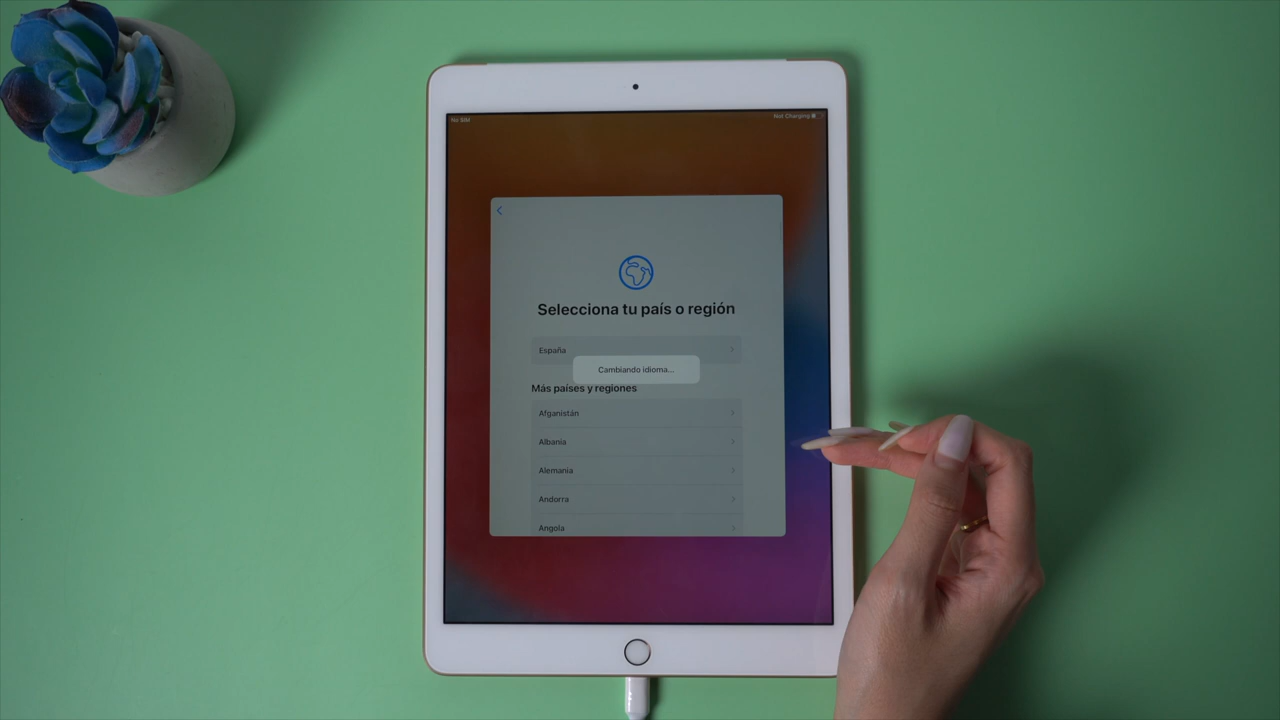 No SIM
Not Charging
Selecciona tu país o región
España
Cambiando idioma...
Más países y regiones
Afganistán
Albania
Alemania
Andorra
Angola